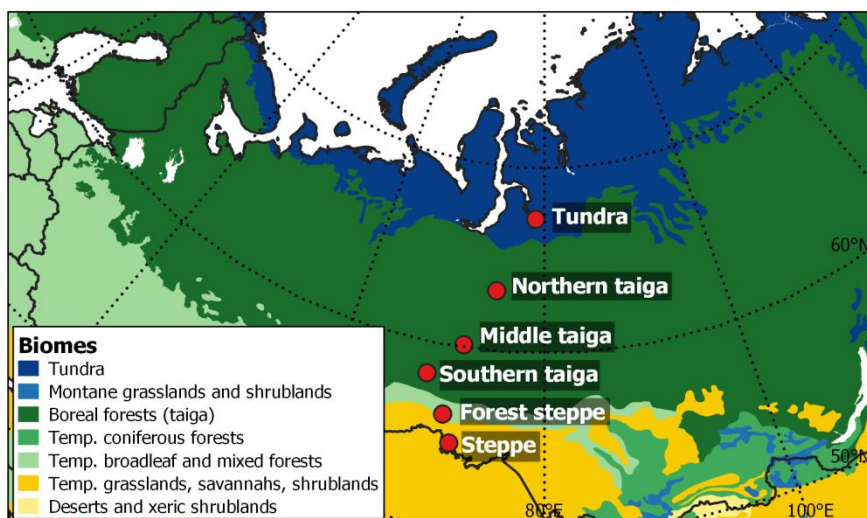 Tundra
Northern taiga
60°N
Middle taiga
Southern taiga
Forest steppe
Steppe
50°N
80°E
100°E
Biomes
Tundra
Montane grasslands and shrublands
Boreal forests (taiga)
Temp. coniferous forests
Temp. broadleaf and mixed forests
Temp. grasslands, savannahs, shrublands
Deserts and xeric shrublands